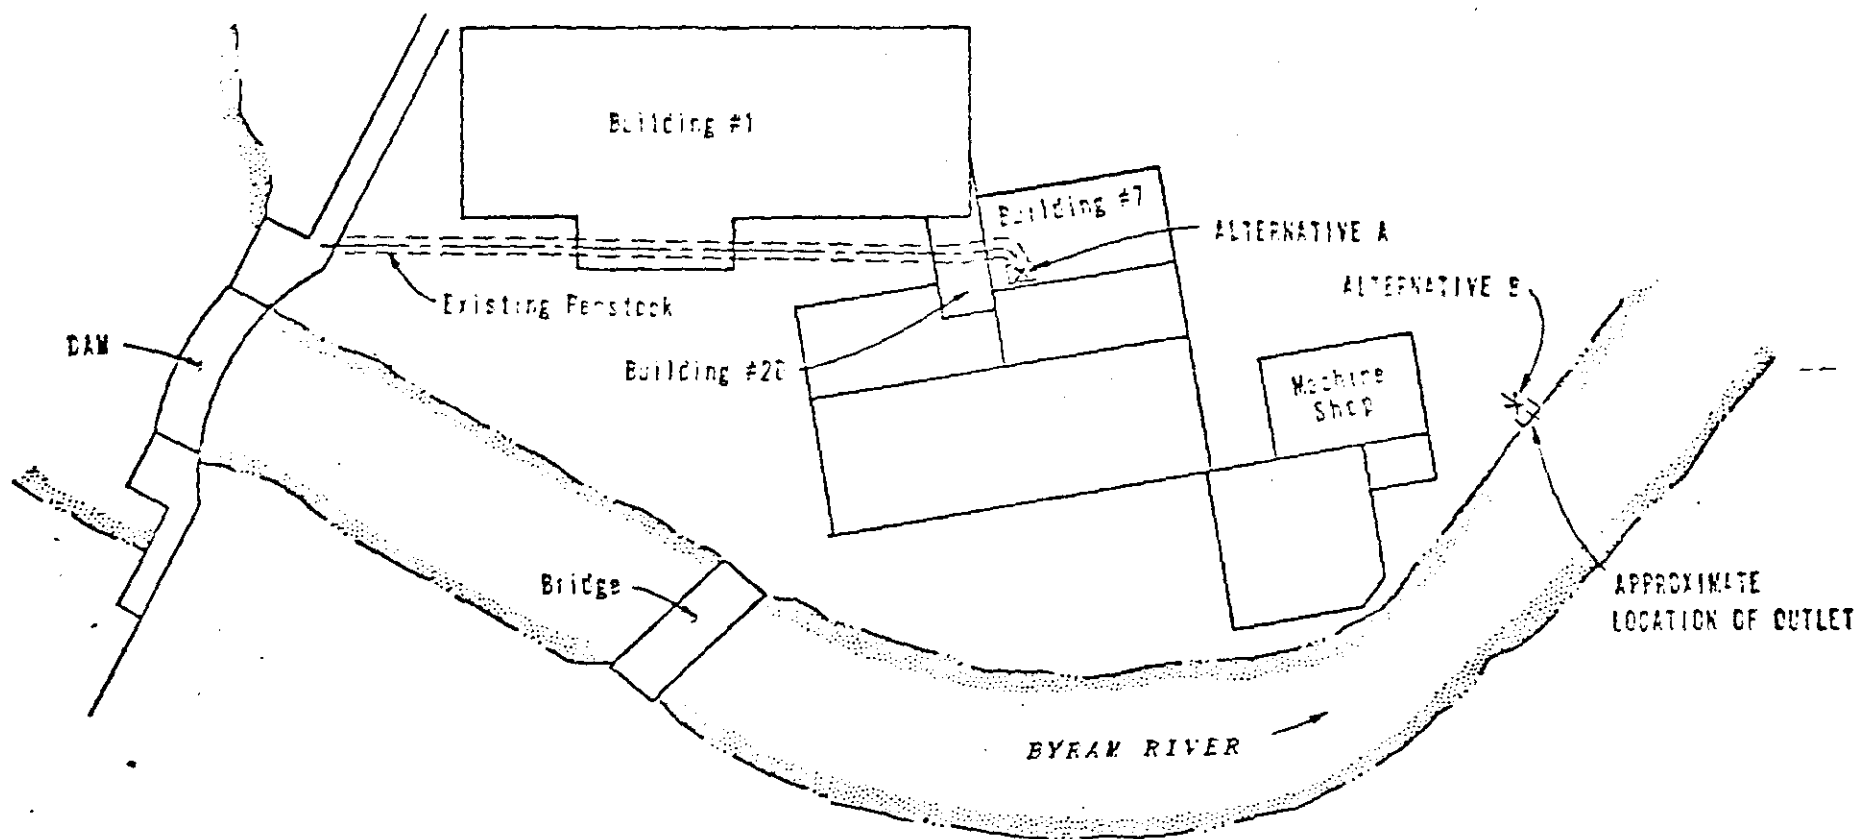 Building #1
Building #7
ALTERNATIVE A
ALTERNATIVE B
Existing Penstock
DAM
Building #20
Machine
Shop
Bridge
APPROXIMATE
LOCATION OF OUTLET
BYRAM RIVER